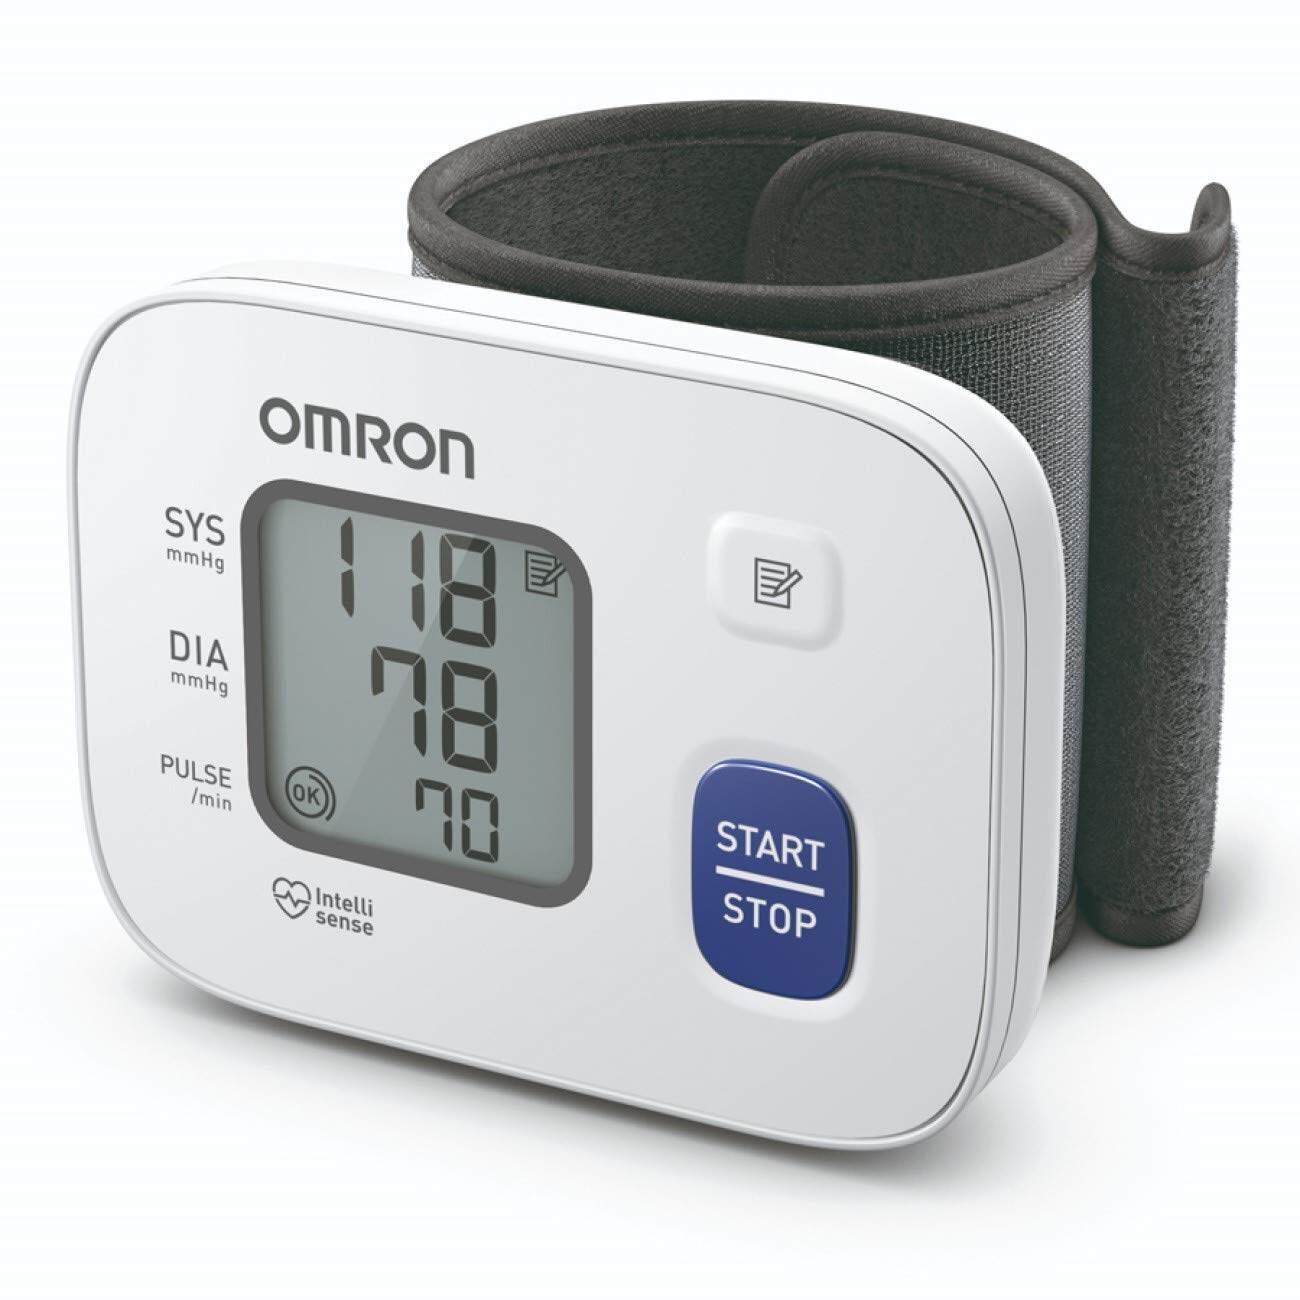 OMRON
SYS
mmHg
118
DIA
mmHg
78
PULSE
/min
OK
70
Intelli
sense
START
STOP